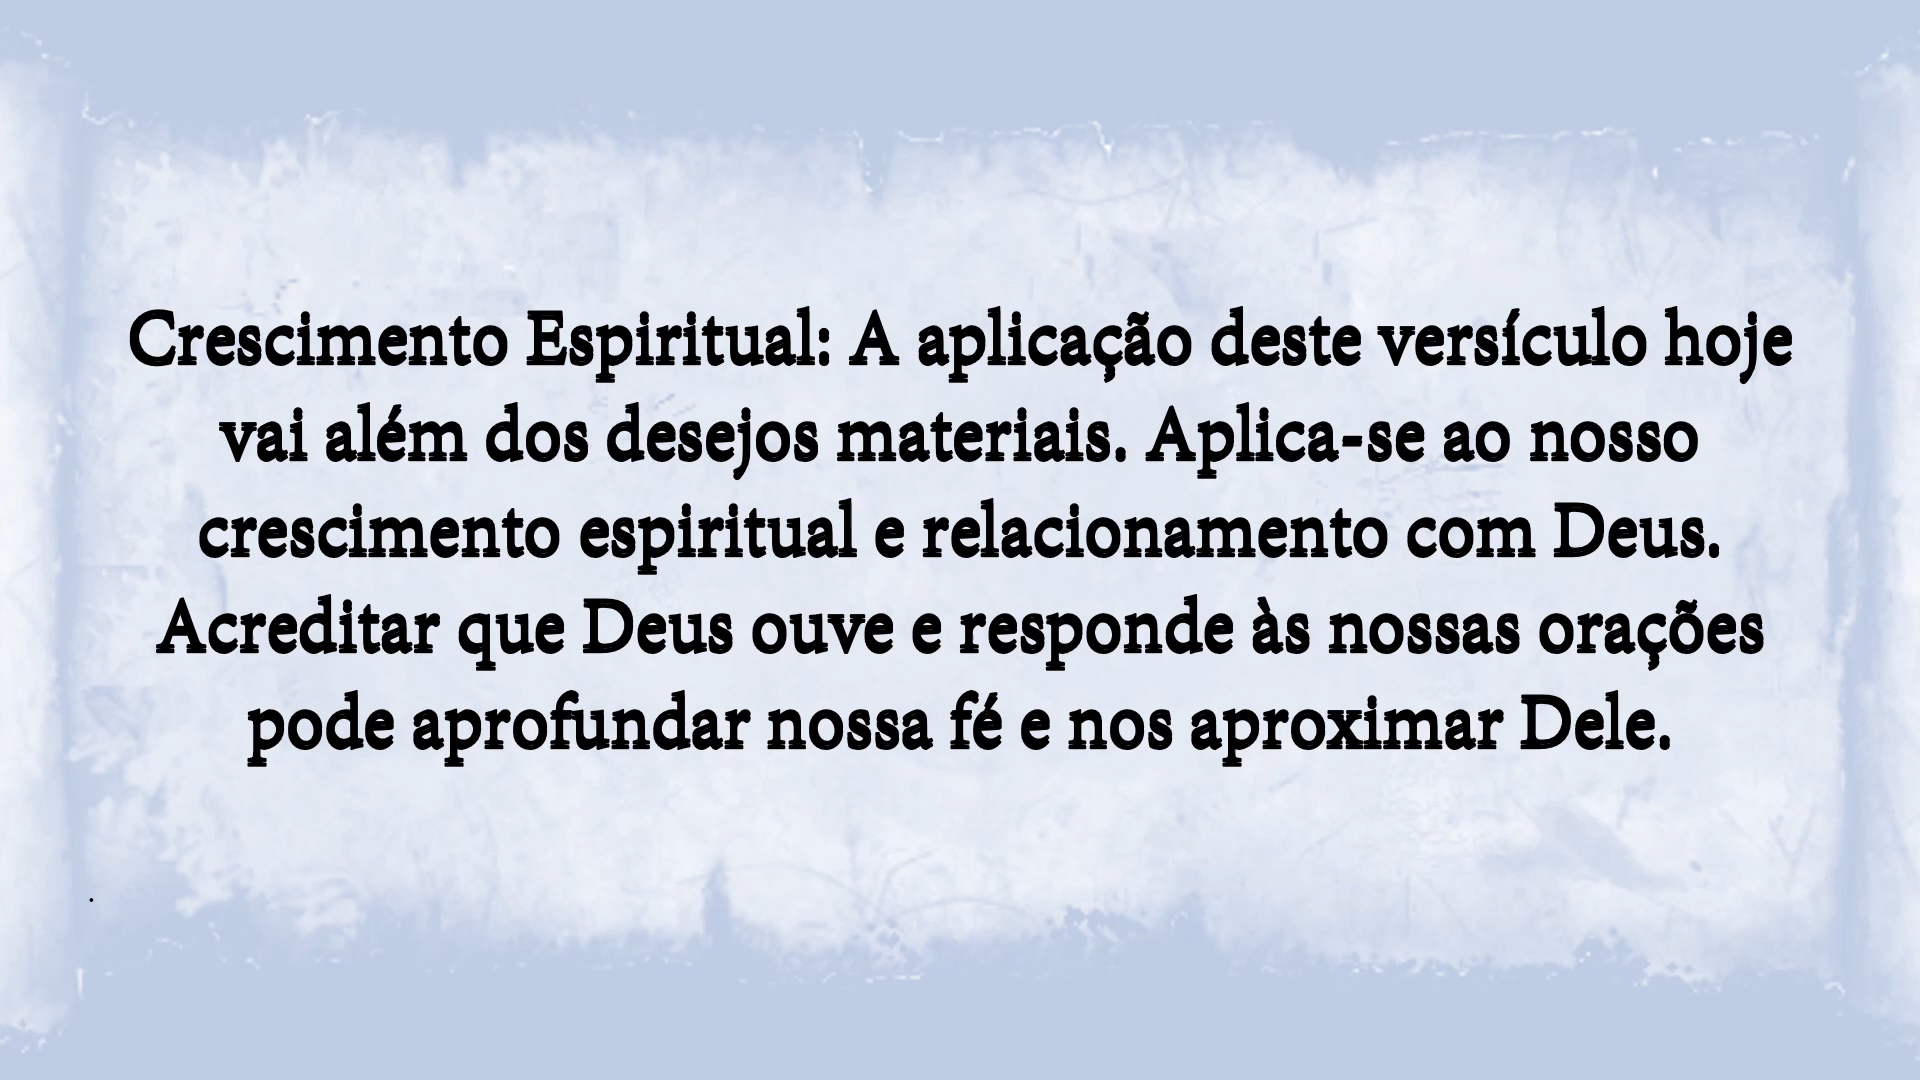 Crescimento Espiritual: A aplicação deste versículo hoje
vai além dos desejos materiais. Aplica-se ao nosso
crescimento espiritual e relacionamento com Deus.
Acreditar que Deus ouve e responde às nossas orações
pode aprofundar nossa fé e nos aproximar Dele.
.